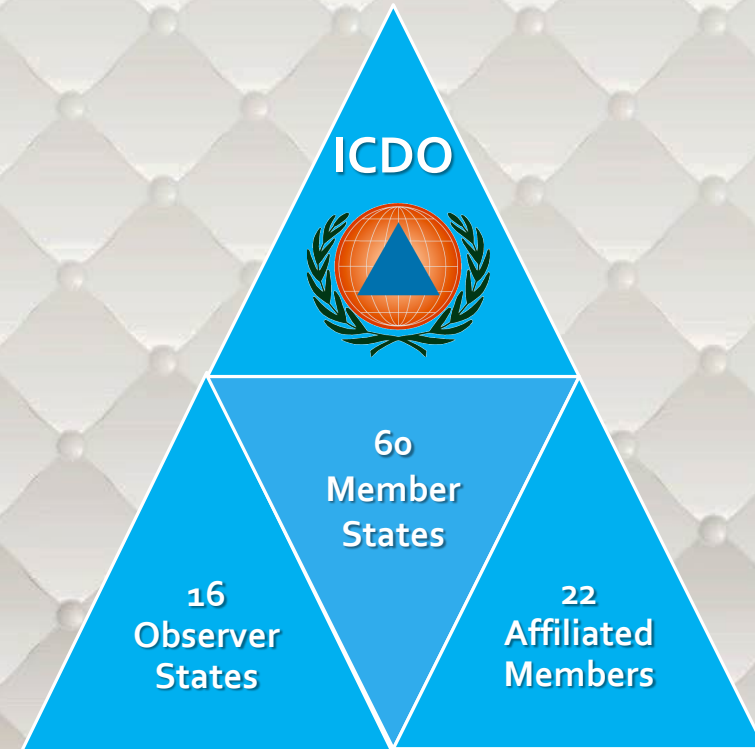 ICDO
60
Member
States
16
Observer
States
22
Affiliated
Members